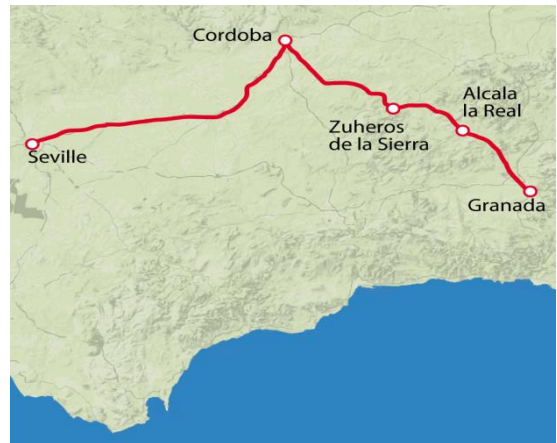 Cordoba
Alcala
la Real
Zuheros
de la Sierra
Seville
Granada